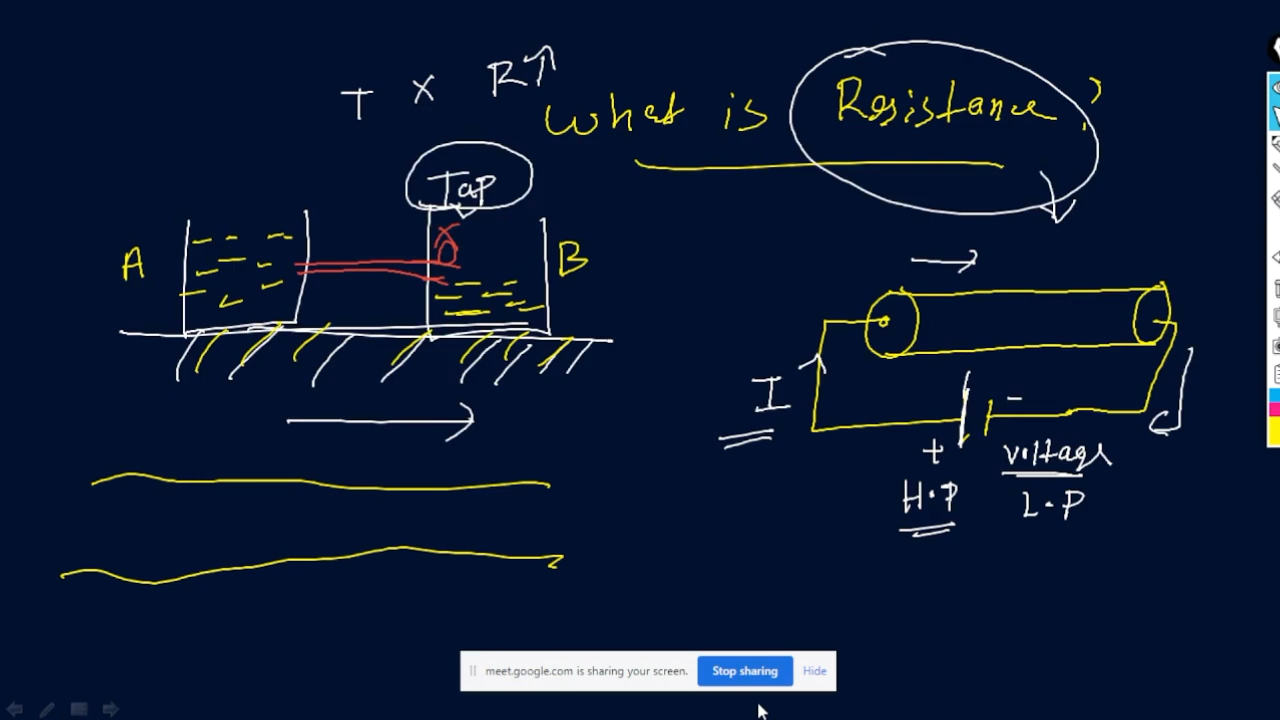 T X R↑
What is Resistance?
Tap
A
B
I
+
-
voltage
H.P
L.P
meet.google.com is sharing your screen.
Stop sharing
Hide